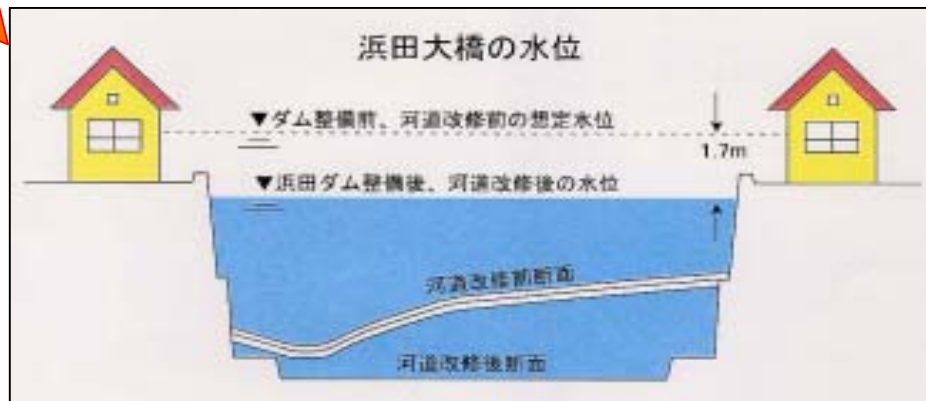 浜田大橋の水位
▼ダム整備前、河道改修前の想定水位
1.7m
▼浜田ダム整備後、河道改修後の水位
河道改修前断面
河道改修後断面